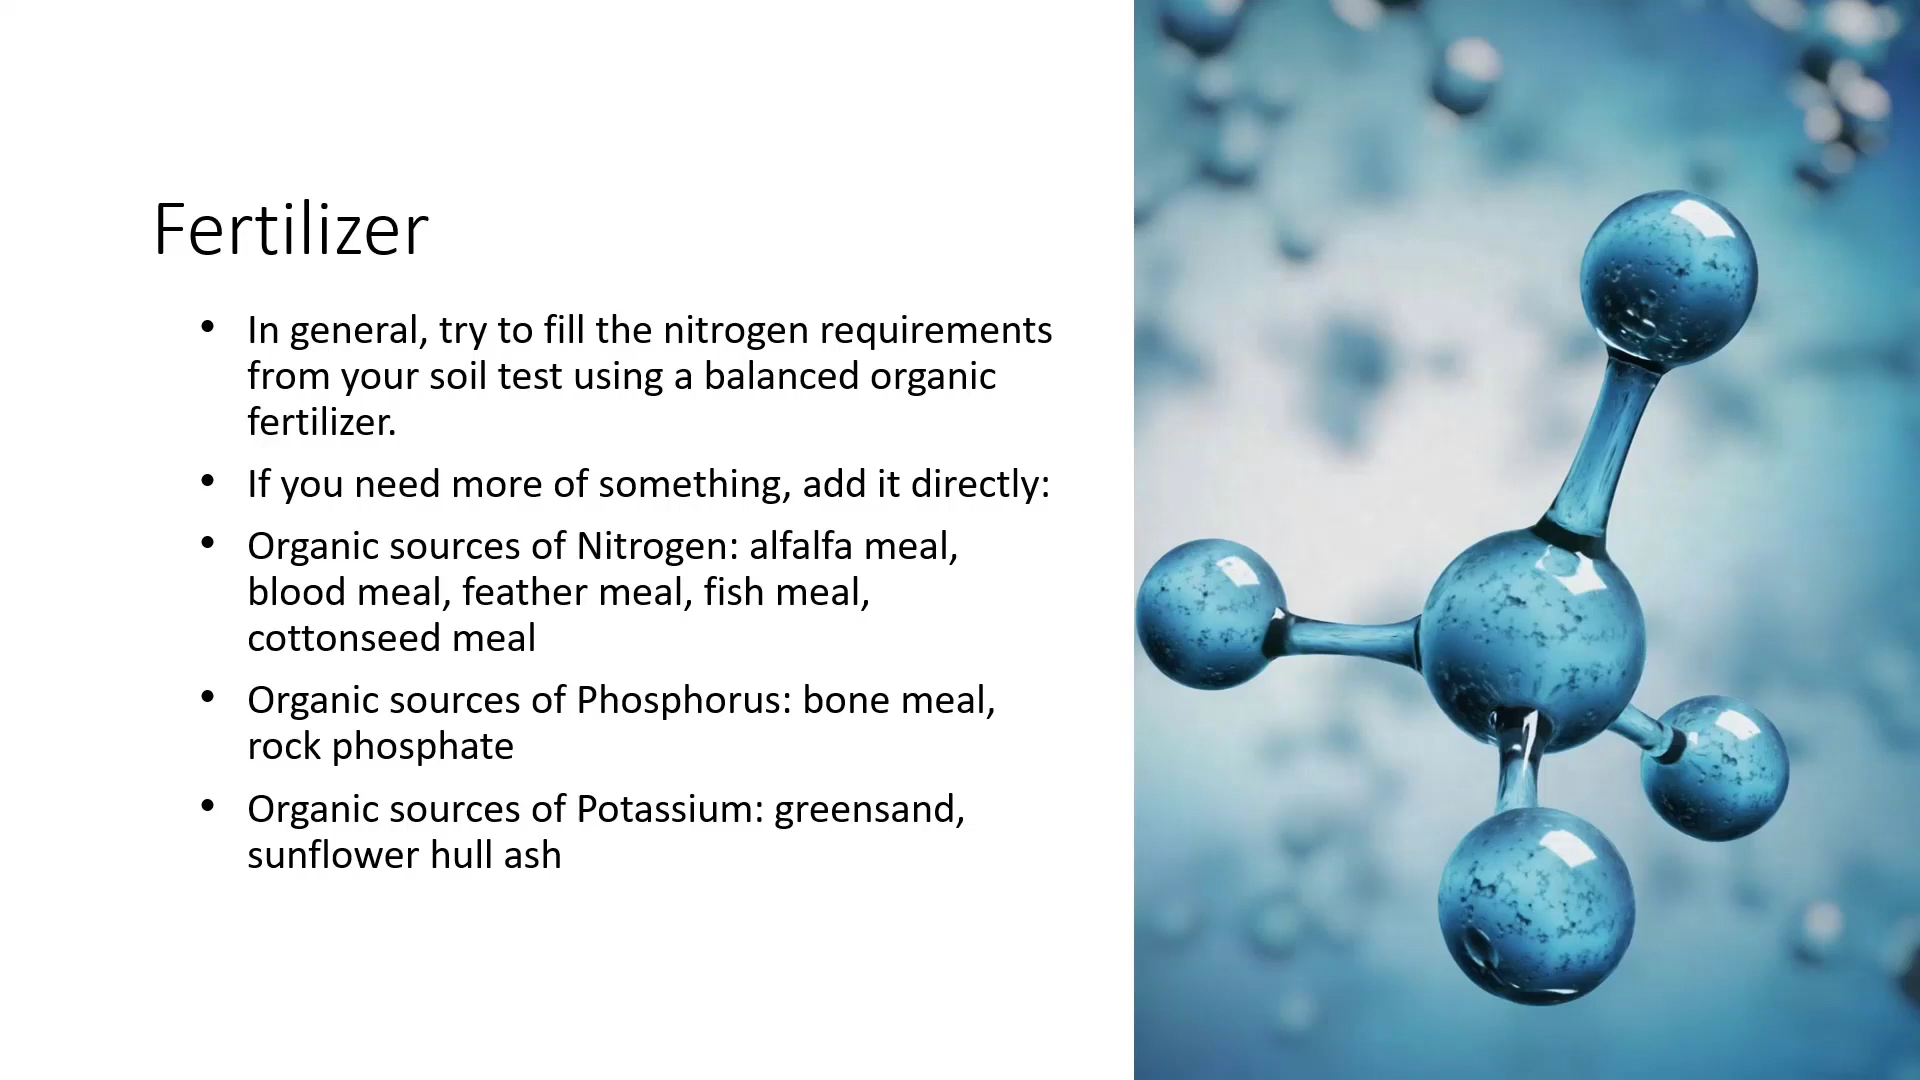 Fertilizer
• In general, try to fill the nitrogen requirements
from your soil test using a balanced organic
fertilizer.
• If you need more of something, add it directly:
• Organic sources of Nitrogen: alfalfa meal,
blood meal, feather meal, fish meal,
cottonseed meal
• Organic sources of Phosphorus: bone meal,
rock phosphate
• Organic sources of Potassium: greensand,
sunflower hull ash